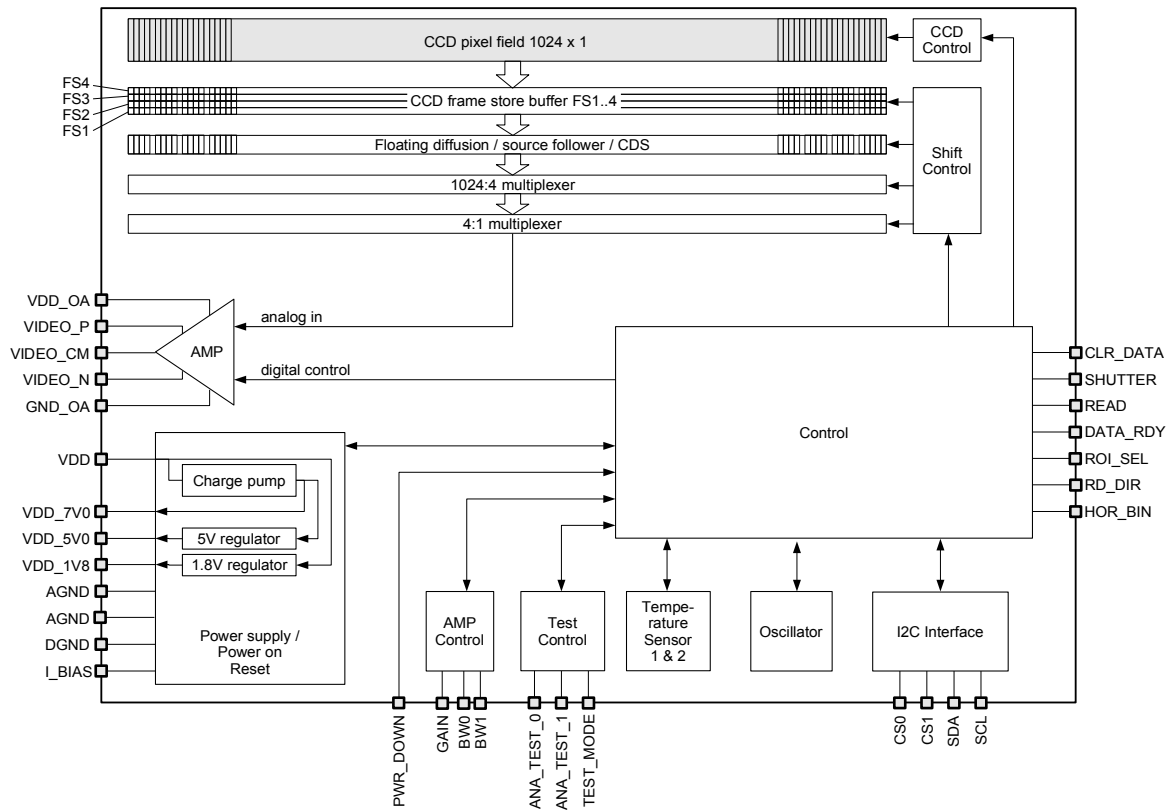 CCD pixel field 1024 x 1
CCD
Control
FS4
FS3
FS2
FS1
CCD frame store buffer FS1..4
Floating diffusion / source follower / CDS
Shift
Control
1024:4 multiplexer
4:1 multiplexer
VDD_OA
VIDEO_P
VIDEO_CM
VIDEO_N
GND_OA
AMP
analog in
digital control
Control
CLR_DATA
SHUTTER
READ
DATA_RDY
ROI_SEL
RD_DIR
HOR_BIN
VDD
VDD_7V0
VDD_5V0
VDD_1V8
AGND
AGND
DGND
I_BIAS
Charge pump
5V regulator
1.8V regulator
Power supply /
Power on
Reset
AMP
Control
Test
Control
Tempe-
rature
Sensor
1 & 2
Oscillator
I2C Interface
PWR_DOWN
GAIN
BW0
BW1
ANA_TEST_0
ANA_TEST_1
TEST_MODE
CS0
CS1
SDA
SCL